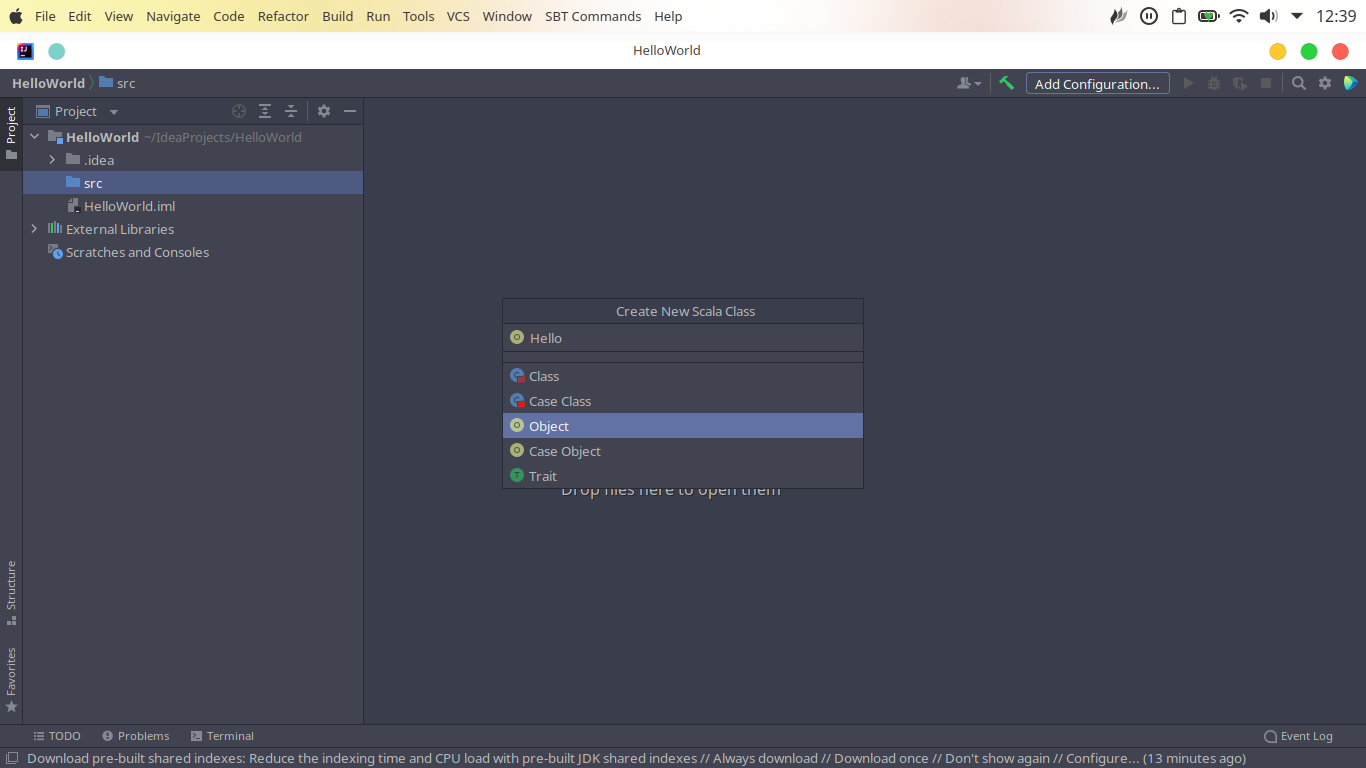 File Edit View Navigate Code Refactor Build Run Tools VCS Window SBT Commands Help 12:39
HelloWorld
HelloWorld src Add Configuration...
Project
Project
HelloWorld ~/IdeaProjects/HelloWorld
.idea
src
HelloWorld.iml
External Libraries
Scratches and Consoles
Create New Scala Class
Hello
Class
Case Class
Object
Case Object
Trait
Drop files here to open them
Structure
Favorites
TODO Problems Terminal Event Log
Download pre-built shared indexes: Reduce the indexing time and CPU load with pre-built JDK shared indexes // Always download // Download once // Don't show again // Configure... (13 minutes ago)